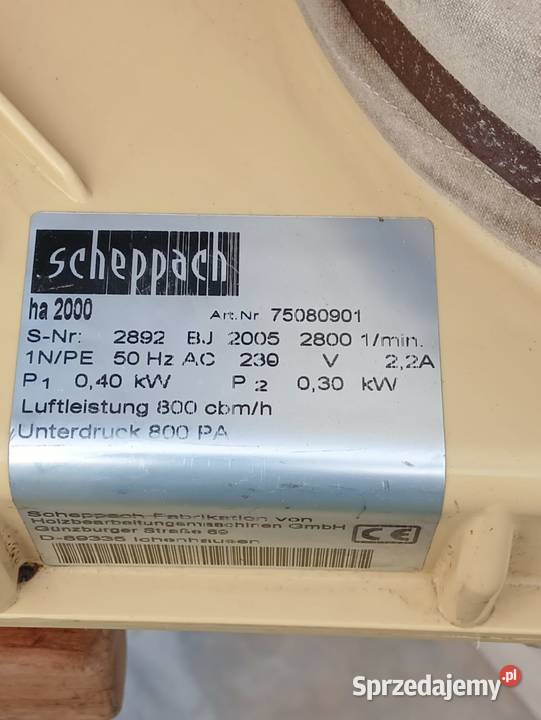 scheppach
ha 2000 Art.Nr 75080901
S-Nr: 2892 BJ 2005 2800 1/min.
1N/PE 50 Hz AC 230 V 2,2A
P1 0,40 kW P2 0,30 kW
Luftleistung 800 cbm/h
Unterdruck 800 PA
Scheppach Fabrikation von
Holzbearbeitungsmaschinen GmbH
Günzburger Straße 69
D-89335 Ichenhausen
CE
Sprzedajemy.pl